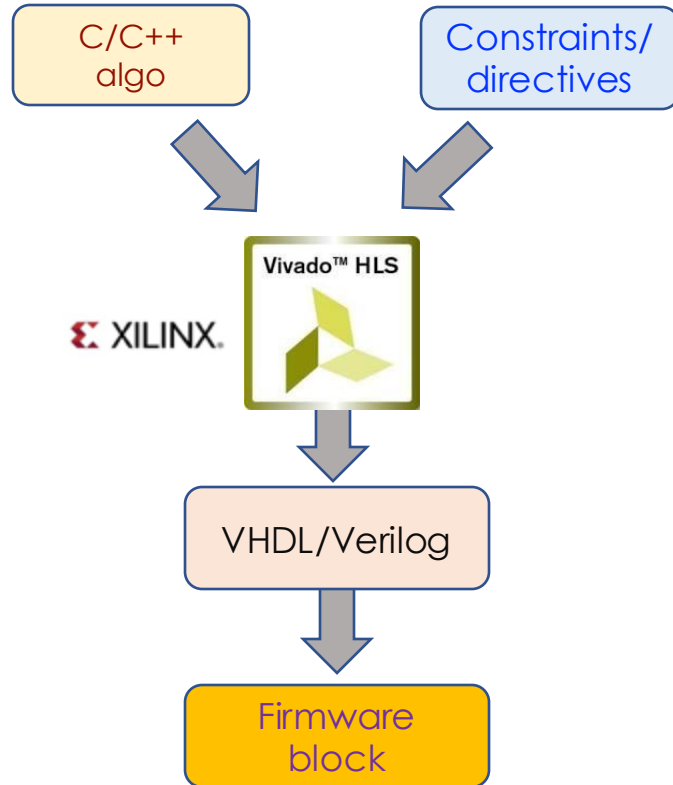 C/C++
algo
Constraints/
directives
Vivado™ HLS
XILINX.
VHDL/Verilog
Firmware
block